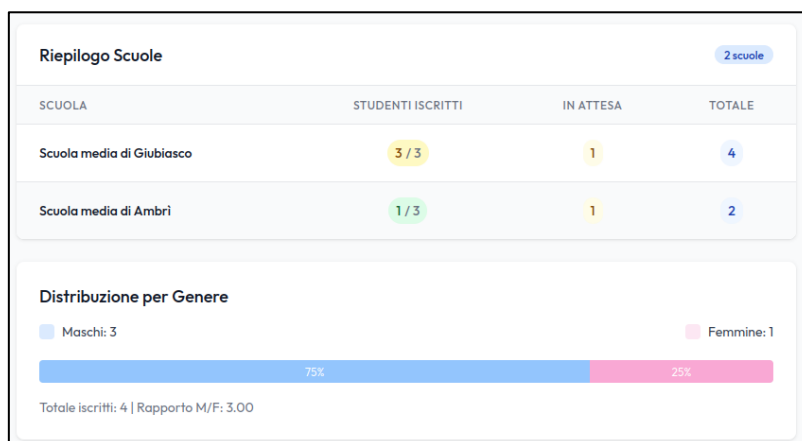 Riepilogo Scuole 2 scuole
SCUOLA STUDENTI ISCRITTI IN ATTESA TOTALE
Scuola media di Giubiasco 3 / 3 1 4
Scuola media di Ambrì 1 / 3 1 2
Distribuzione per Genere
Maschi: 3 Femmine: 1
75% 25%
Totale iscritti: 4 | Rapporto M/F: 3.00